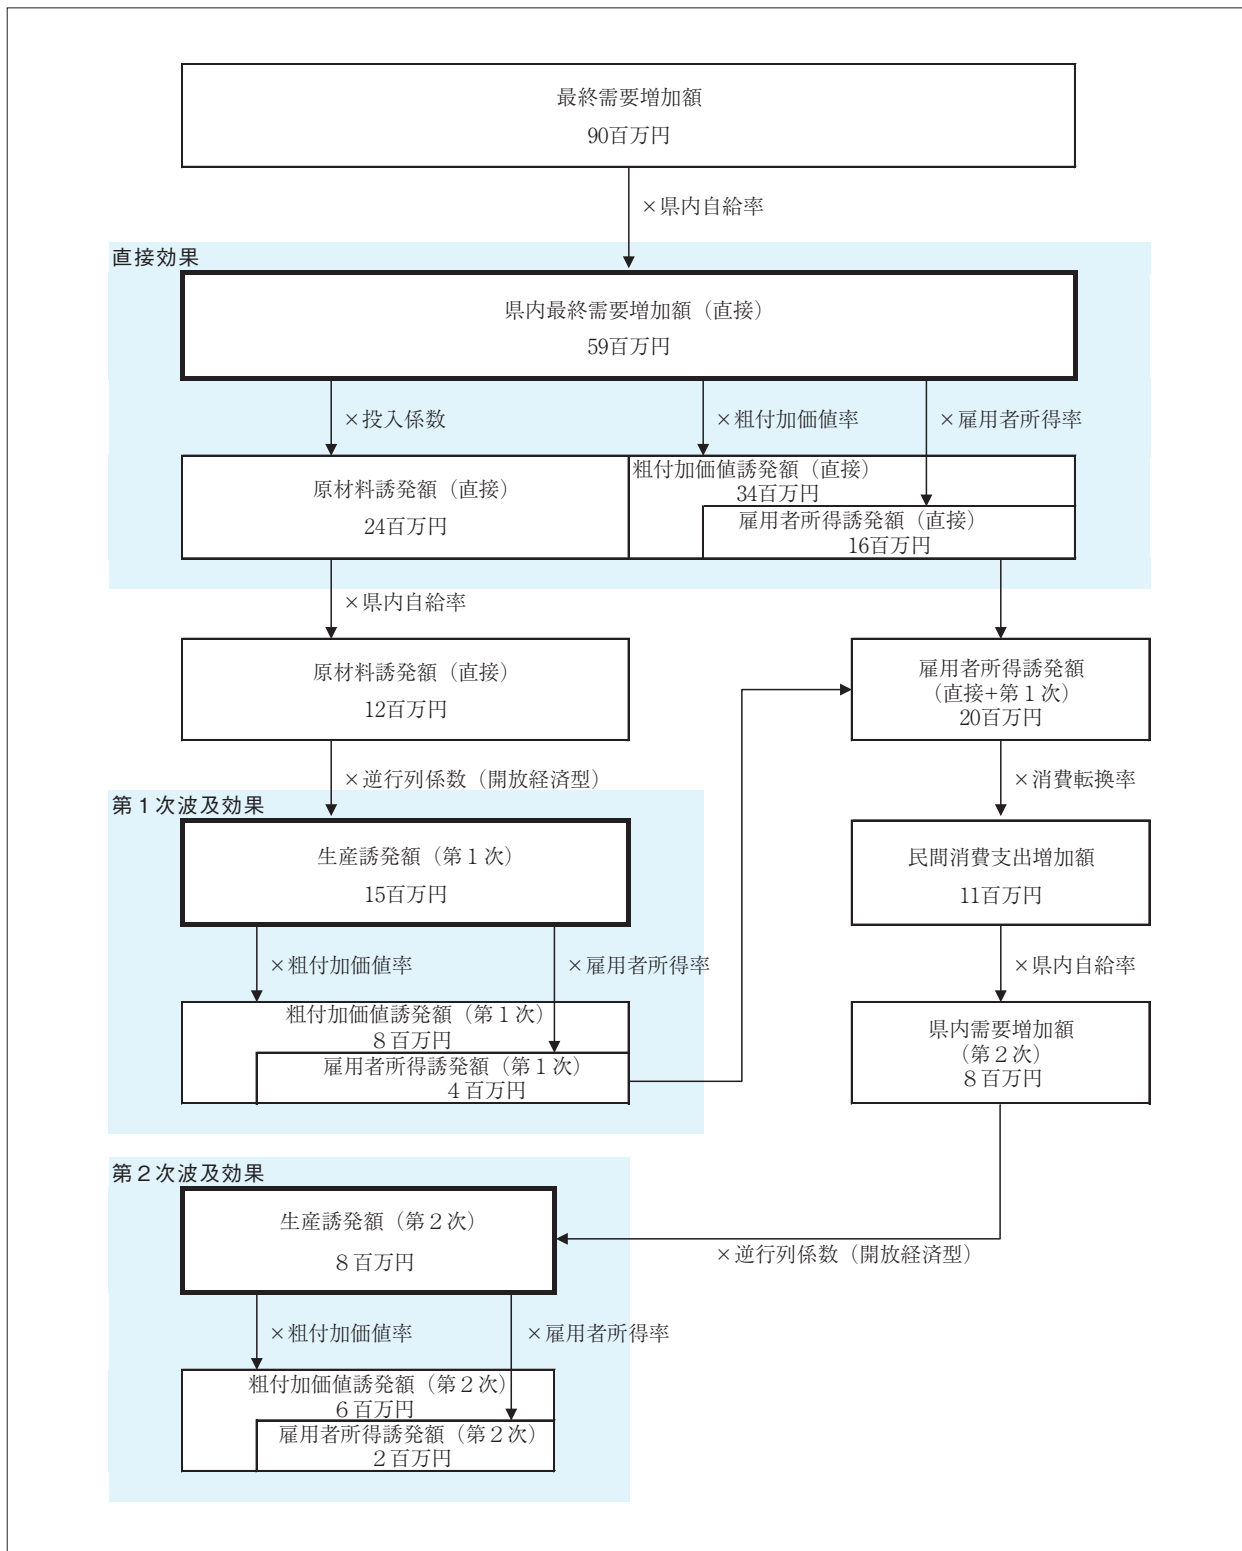 最終需要増加額
90百万円
×県内自給率
直接効果
県内最終需要増加額（直接）
59百万円
×投入係数
×粗付加価値率
×雇用者所得率
原材料誘発額（直接）
24百万円
粗付加価値誘発額（直接）
34百万円
雇用者所得誘発額（直接）
16百万円
×県内自給率
原材料誘発額（直接）
12百万円
雇用者所得誘発額
（直接+第１次）
20百万円
×逆行列係数（開放経済型）
×消費転換率
第１次波及効果
生産誘発額（第１次）
15百万円
民間消費支出増加額
11百万円
×粗付加価値率
×雇用者所得率
×県内自給率
粗付加価値誘発額（第１次）
８百万円
雇用者所得誘発額（第１次）
４百万円
県内需要増加額
（第２次）
８百万円
第２次波及効果
生産誘発額（第２次）
８百万円
×逆行列係数（開放経済型）
×粗付加価値率
×雇用者所得率
粗付加価値誘発額（第２次）
６百万円
雇用者所得誘発額（第２次）
２百万円